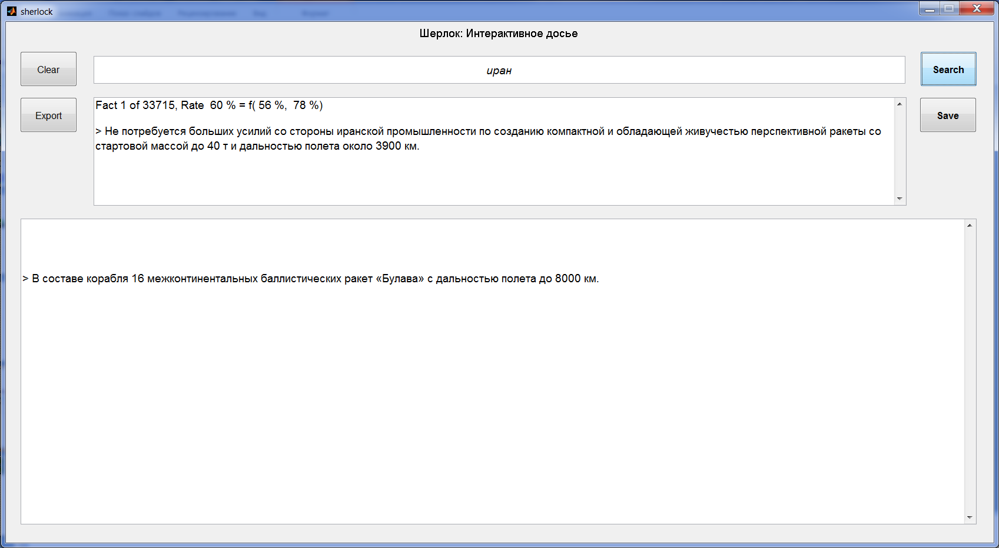 sherlock
Шерлок: Интерактивное досье
Clear
иран
Search
Export
Fact 1 of 33715, Rate  60 % = f( 56 %,  78 %)
Save
> Не потребуется больших усилий со стороны иранской промышленности по созданию компактной и обладающей живучестью перспективной ракеты со
стартовой массой до 40 т и дальностью полета около 3900 км.
> В составе корабля 16 межконтинентальных баллистических ракет «Булава» с дальностью полета до 8000 км.